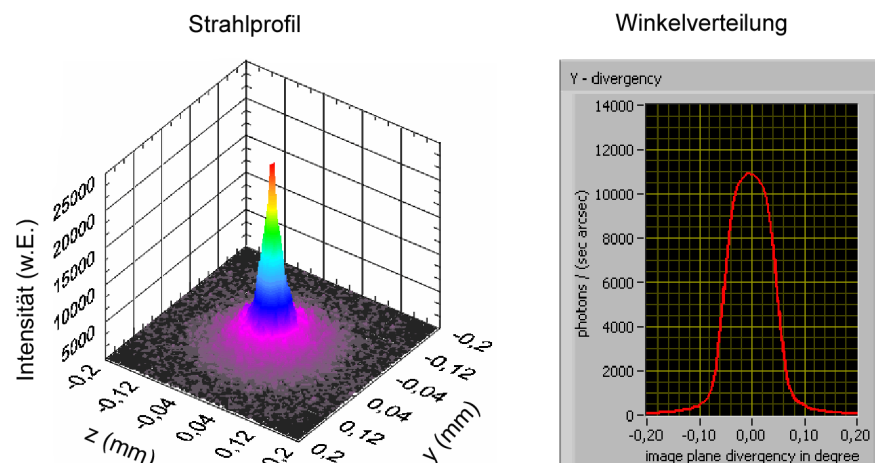 Strahlprofil
Intensität (w.E.)
25000
20000
15000
10000
5000
-0,2
-0,12
-0,04
0,04
0,12
0,2
z (mm)
-0,2
-0,12
-0,04
0,04
0,12
0,2
y (mm)
Winkelverteilung
Y - divergency
photons / (sec arcsec)
14000
12000
10000
8000
6000
4000
2000
0
-0,20 -0,10 0,00 0,10 0,20
image plane divergency in degree